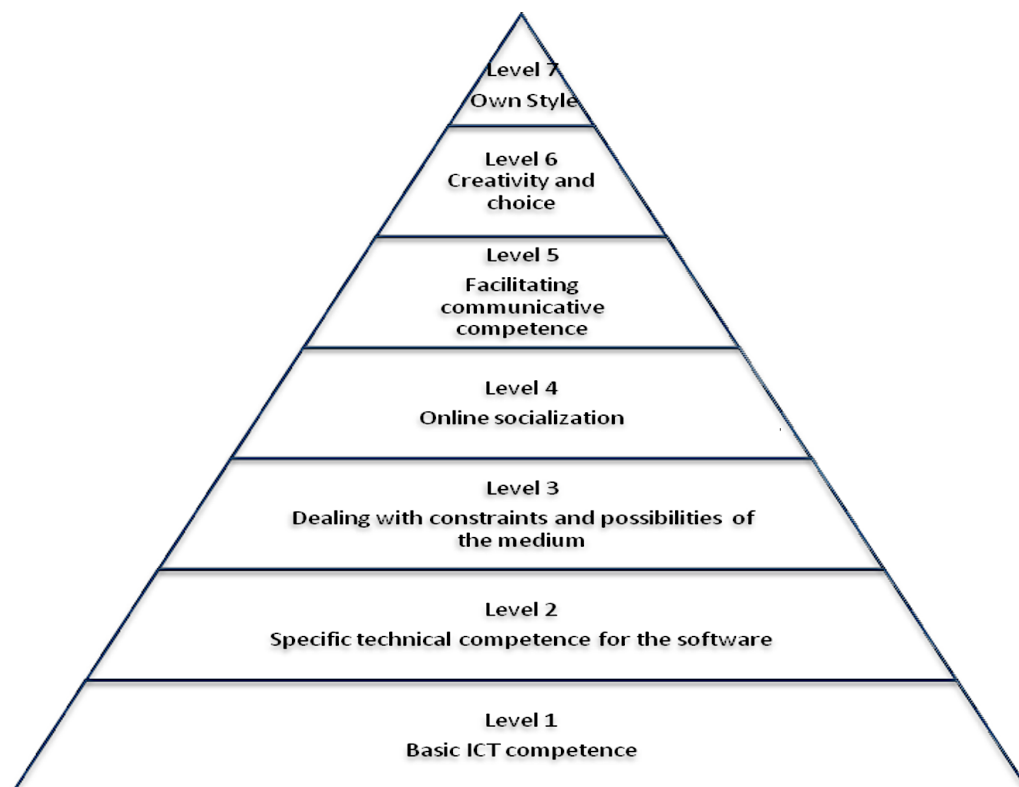 Level 7
Own Style
Level 6
Creativity and
choice
Level 5
Facilitating
communicative
competence
Level 4
Online socialization
Level 3
Dealing with constraints and possibilities of
the medium
Level 2
Specific technical competence for the software
Level 1
Basic ICT competence